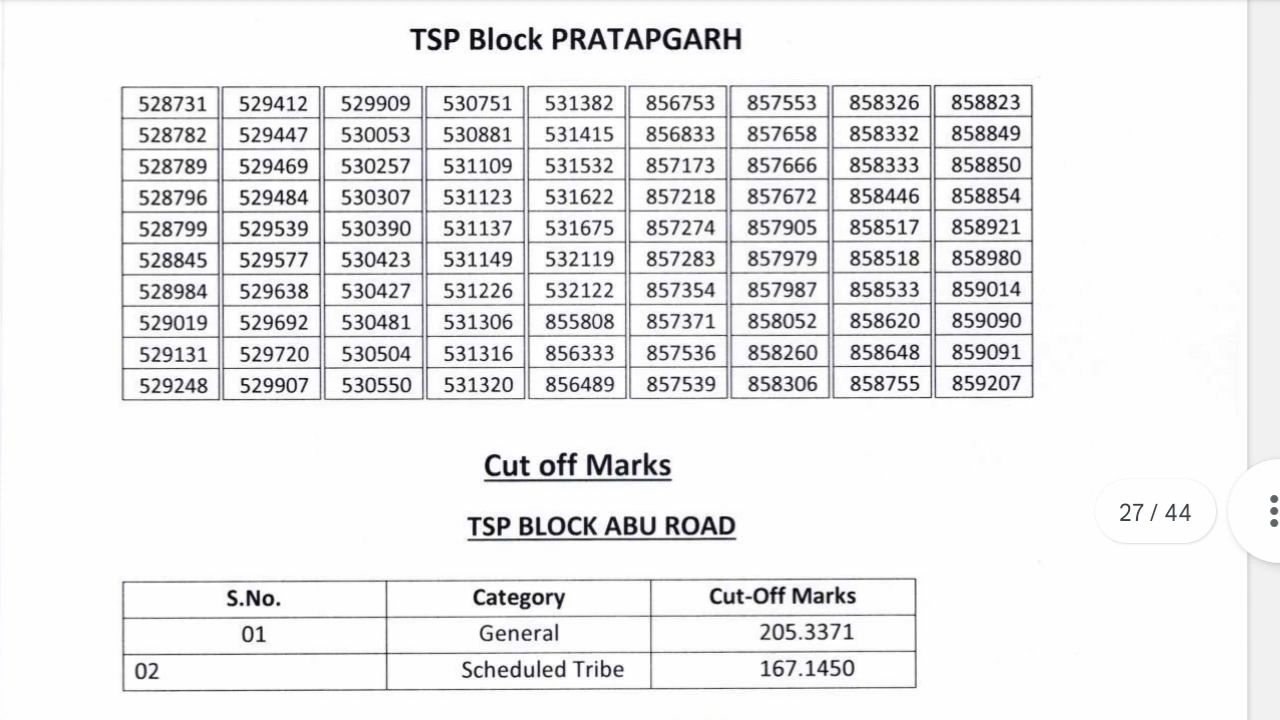 TSP Block PRATAPGARH
528731 529412 529909 530751 531382 856753 857553 858326 858823
528782 529447 530053 530881 531415 856833 857658 858332 858849
528789 529469 530257 531109 531532 857173 857666 858333 858850
528796 529484 530307 531123 531622 857218 857672 858446 858854
528799 529539 530390 531137 531675 857274 857905 858517 858921
528845 529577 530423 531149 532119 857283 857979 858518 858980
528984 529638 530427 531226 532122 857354 857987 858533 859014
529019 529692 530481 531306 855808 857371 858052 858620 859090
529131 529720 530504 531316 856333 857536 858260 858648 859091
529248 529907 530550 531320 856489 857539 858306 858755 859207
Cut off Marks
27 / 44
TSP BLOCK ABU ROAD
S.No. Category Cut-Off Marks
01 General 205.3371
02 Scheduled Tribe 167.1450